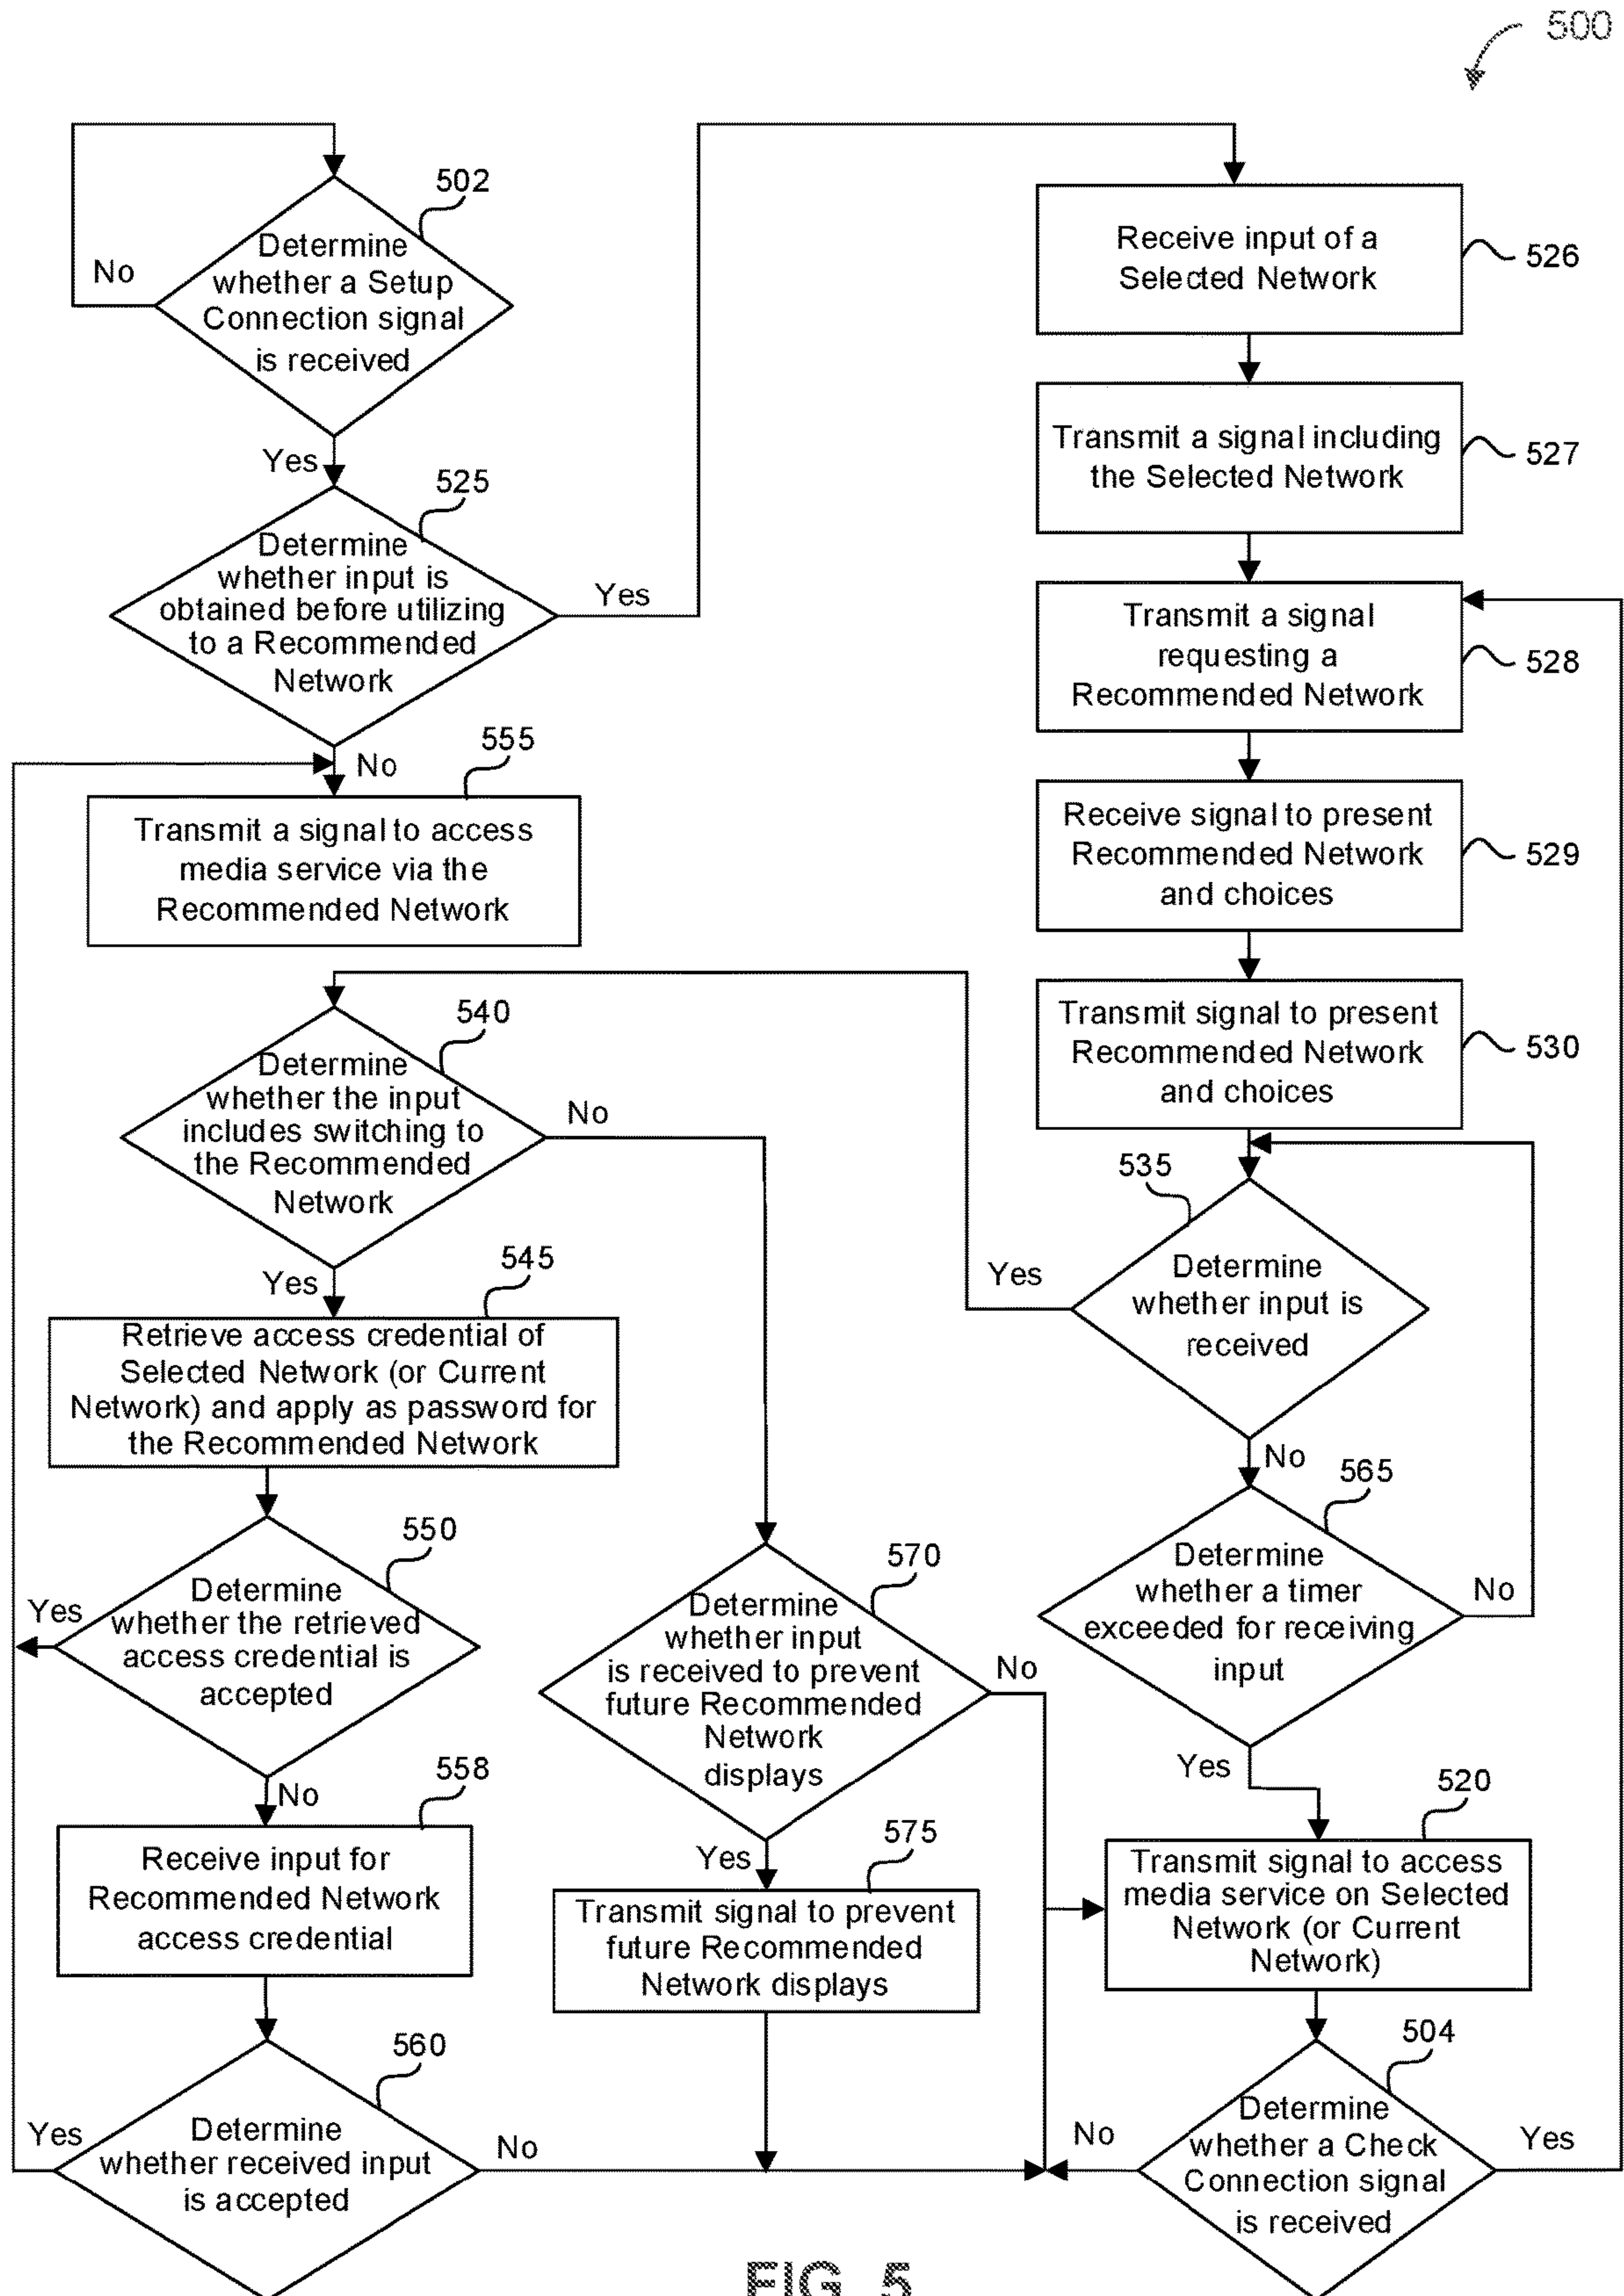 500
502
Determine
whether a Setup
Connection signal
is received
No
Yes
525
Determine
whether input is
obtained before utilizing
to a Recommended
Network
Yes
No
555
Transmit a signal to access
media service via the
Recommended Network
Receive input of a
Selected Network
526
Transmit a signal including
the Selected Network
527
Transmit a signal
requesting a
Recommended Network
528
Receive signal to present
Recommended Network
and choices
529
Transmit signal to present
Recommended Network
and choices
530
540
Determine
whether the input
includes switching to
the Recommended
Network
No
Yes
545
Retrieve access credential of
Selected Network (or Current
Network) and apply as password for
the Recommended Network
550
Determine
whether the retrieved
access credential is
accepted
Yes
No
558
Receive input for
Recommended Network
access credential
560
Determine
whether received input
is accepted
Yes
No
570
Determine
whether input
is received to prevent
future Recommended
Network
displays
No
Yes
575
Transmit signal to prevent
future Recommended
Network displays
535
Determine
whether input is
received
Yes
No
565
Determine
whether a timer
exceeded for receiving
input
No
Yes
520
Transmit signal to access
media service on Selected
Network (or Current
Network)
504
Determine
whether a Check
Connection signal
is received
No
Yes
FIG. 5